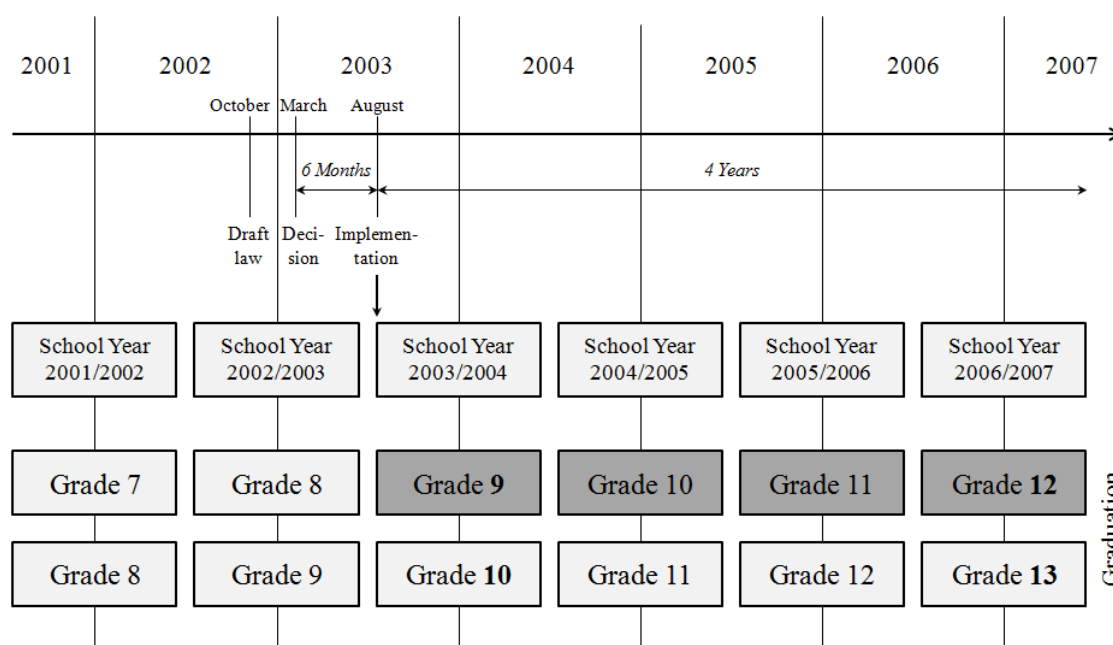 2001 2002 2003 2004 2005 2006 2007
October March August
6 Months 4 Years
Draft law
Deci-sion
Implemen-tation
School Year 2001/2002
School Year 2002/2003
School Year 2003/2004
School Year 2004/2005
School Year 2005/2006
School Year 2006/2007
Grade 7 Grade 8 Grade 9 Grade 10 Grade 11 Grade 12
Grade 8 Grade 9 Grade 10 Grade 11 Grade 12 Grade 13
Graduation